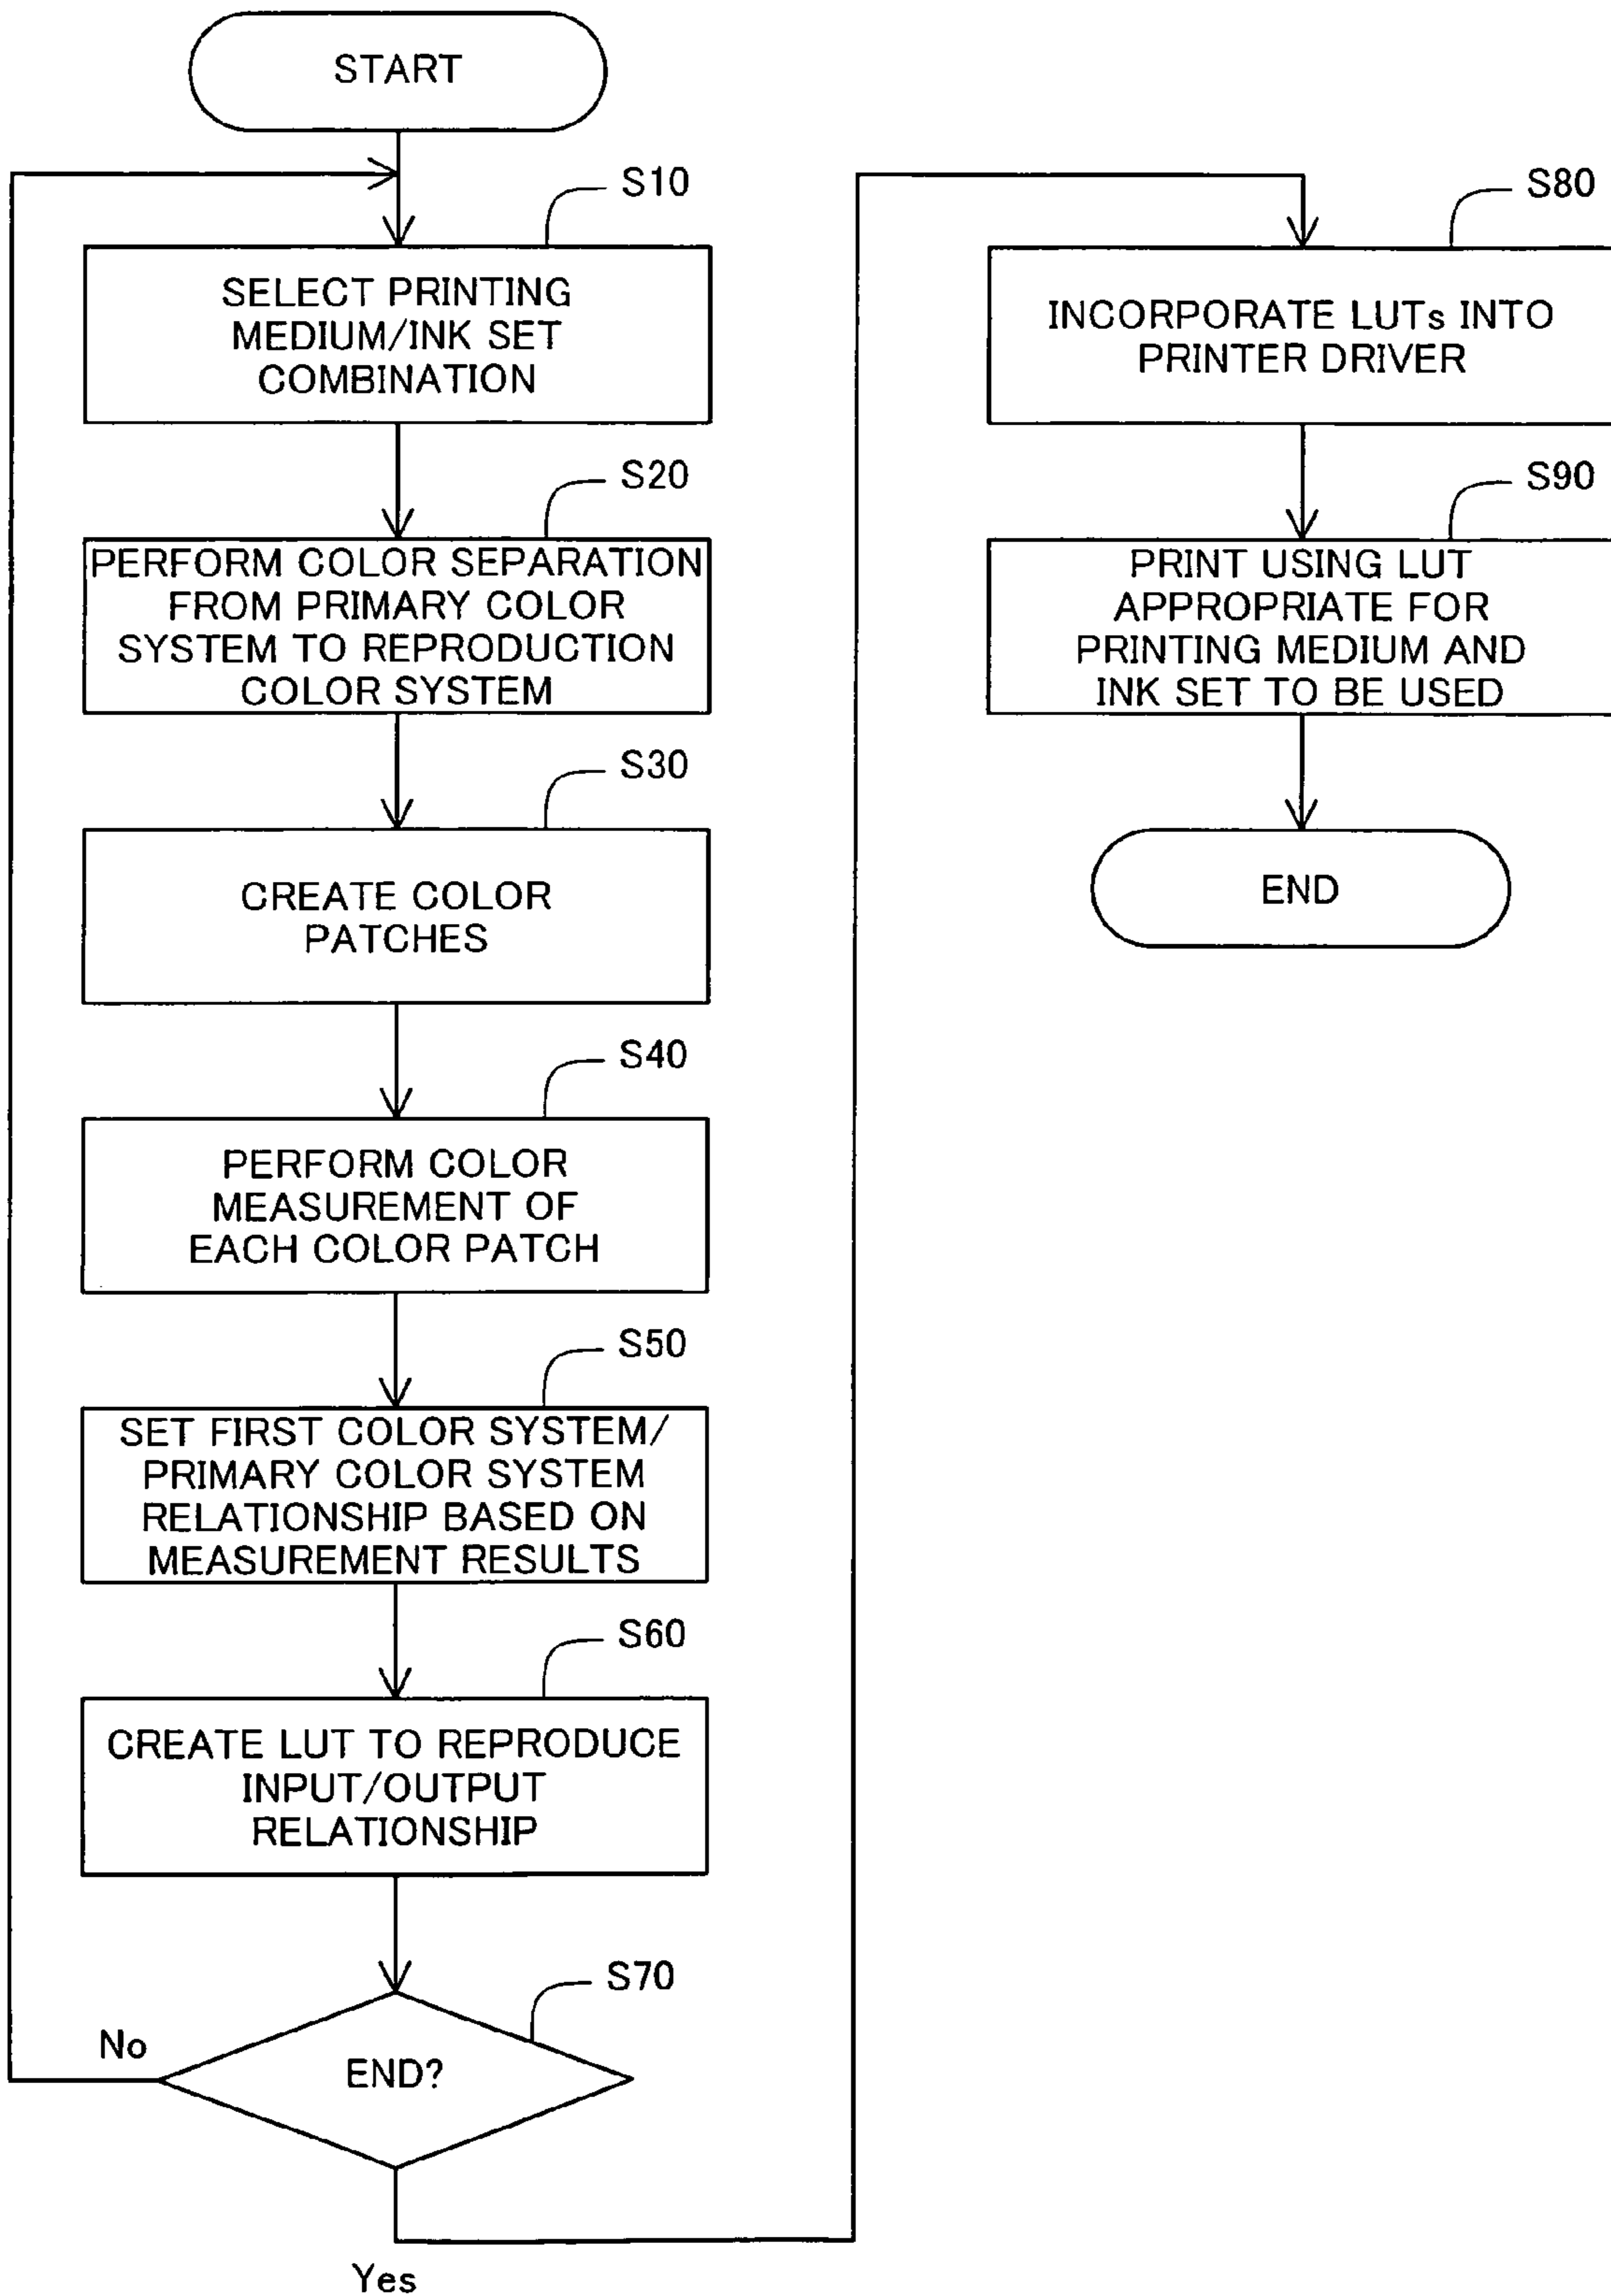 START
S10
SELECT PRINTING
MEDIUM/INK SET
COMBINATION
S20
PERFORM COLOR SEPARATION
FROM PRIMARY COLOR
SYSTEM TO REPRODUCTION
COLOR SYSTEM
S30
CREATE COLOR
PATCHES
S40
PERFORM COLOR
MEASUREMENT OF
EACH COLOR PATCH
S50
SET FIRST COLOR SYSTEM/
PRIMARY COLOR SYSTEM
RELATIONSHIP BASED ON
MEASUREMENT RESULTS
S60
CREATE LUT TO REPRODUCE
INPUT/OUTPUT
RELATIONSHIP
S70
No
END?
Yes
S80
INCORPORATE LUTs INTO
PRINTER DRIVER
S90
PRINT USING LUT
APPROPRIATE FOR
PRINTING MEDIUM AND
INK SET TO BE USED
END